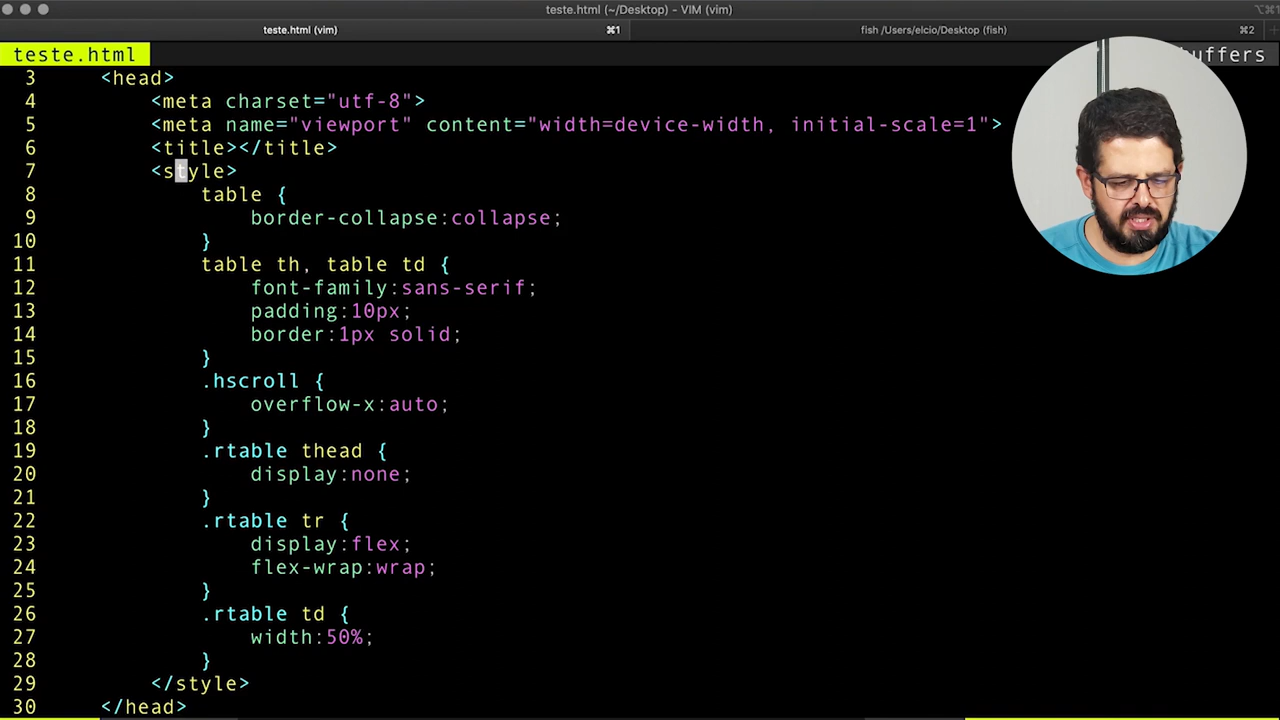 teste.html (~/Desktop) - VIM (vim)
⌥⌘1
teste.html (vim) ⌘1 fish /Users/elcio/Desktop (fish) ⌘2
teste.html buffers
3 <head>
4 <meta charset="utf-8">
5 <meta name="viewport" content="width=device-width, initial-scale=1">
6 <title></title>
7 <style>
8 table {
9 border-collapse:collapse;
10 }
11 table th, table td {
12 font-family:sans-serif;
13 padding:10px;
14 border:1px solid;
15 }
16 .hscroll {
17 overflow-x:auto;
18 }
19 .rtable thead {
20 display:none;
21 }
22 .rtable tr {
23 display:flex;
24 flex-wrap:wrap;
25 }
26 .rtable td {
27 width:50%;
28 }
29 </style>
30 </head>